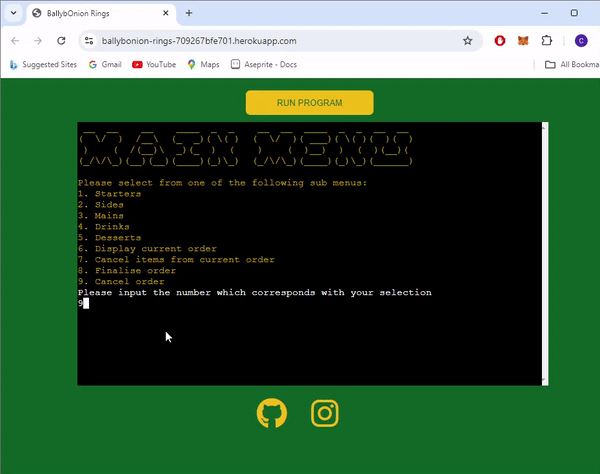 BallybOnion Rings
ballybonion-rings-709267bfe701.herokuapp.com
C
Suggested Sites
Gmail
YouTube
Maps
Aseprite - Docs
All Bookma
RUN PROGRAM
MAIN MENU
Please select from one of the following sub menus:
1. Starters
2. Sides
3. Mains
4. Drinks
5. Desserts
6. Display current order
7. Cancel items from current order
8. Finalise order
9. Cancel order
Please input the number which corresponds with your selection
9